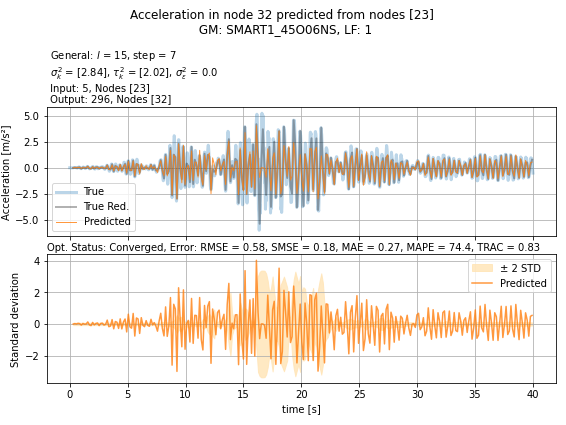 Acceleration in node 32 predicted from nodes [23]
GM: SMART1_45O06NS, LF: 1
General: l = 15, step = 7
σ²ₖ = [2.84], τ²ₖ = [2.02], σ²ε = 0.0
Input: 5, Nodes [23]
Output: 296, Nodes [32]
Acceleration [m/s²]
5.0
2.5
0.0
−2.5
−5.0
True
True Red.
Predicted
Opt. Status: Converged, Error: RMSE = 0.58, SMSE = 0.18, MAE = 0.27, MAPE = 74.4, TRAC = 0.83
Standard deviation
4
2
0
−2
± 2 STD
Predicted
0 5 10 15 20 25 30 35 40
time [s]